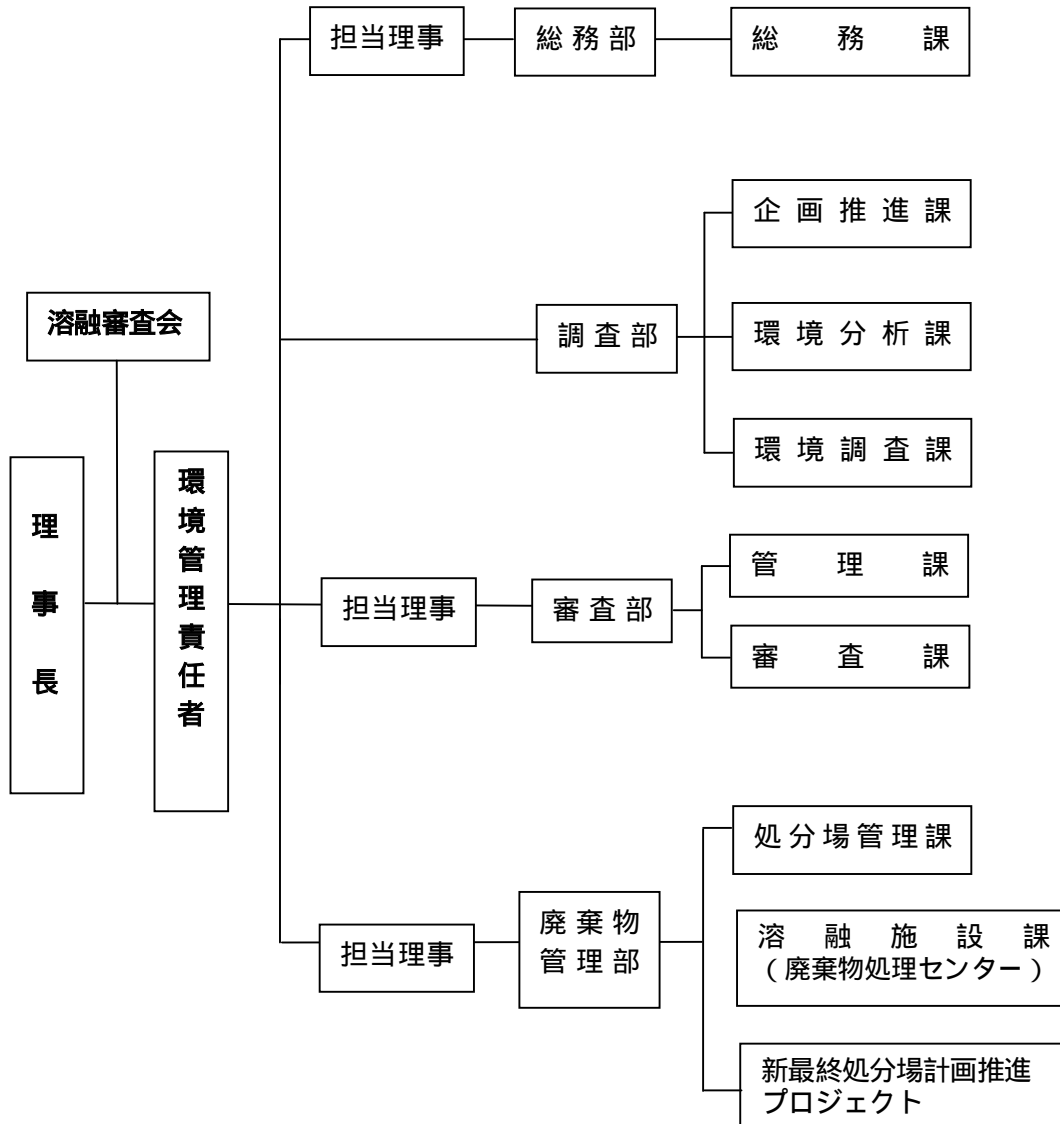 担当理事
総務部
総務課
企画推進課
溶融審査会
調査部
環境分析課
環境調査課
理事長
環境管理責任者
担当理事
審査部
管理課
審査課
処分場管理課
担当理事
廃棄物
管理部
溶融施設課
（廃棄物処理センター）
新最終処分場計画推進
プロジェクト